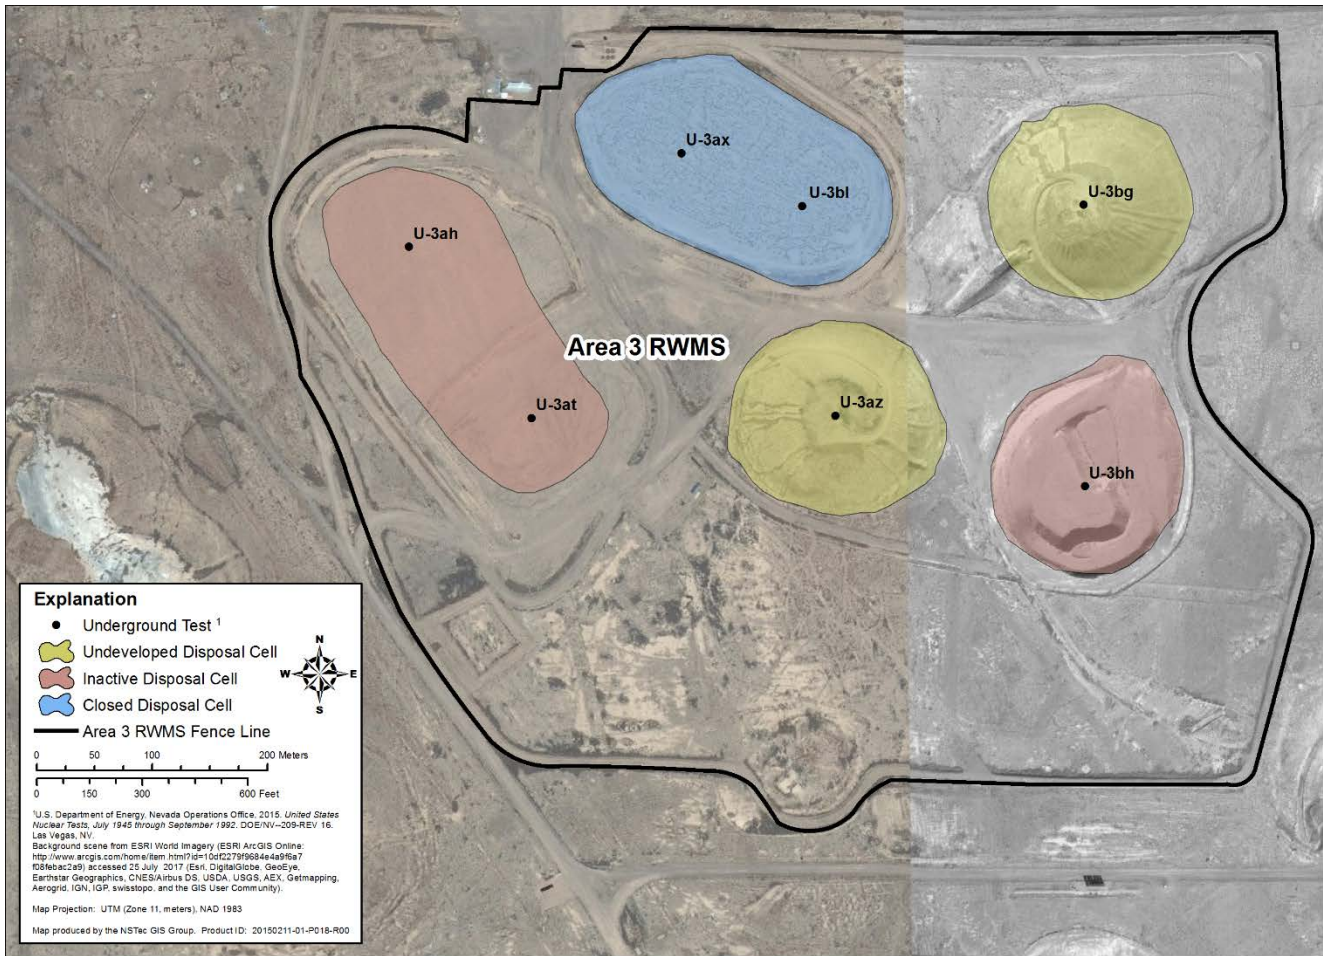 U-3ax
U-3bl
U-3bg
U-3ah
Area 3 RWMS
U-3at
U-3az
U-3bh
Explanation
Underground Test ¹
Undeveloped Disposal Cell
Inactive Disposal Cell
Closed Disposal Cell
Area 3 RWMS Fence Line
N
W E
S
0 50 100 200 Meters
0 150 300 600 Feet
¹U.S. Department of Energy, Nevada Operations Office, 2015. United States
Nuclear Tests, July 1945 through September 1992. DOE/NV--209-REV 16.
Las Vegas, NV.
Background scene from ESRI World Imagery (ESRI ArcGIS Online:
http://www.arcgis.com/home/item.html?id=10df2279f9684e4a9f6a7
f08febac2a9) accessed 25 July 2017 (Esri, DigitalGlobe, GeoEye,
Earthstar Geographics, CNES/Airbus DS, USDA, USGS, AEX, Getmapping,
Aerogrid, IGN, IGP, swisstopo, and the GIS User Community).
Map Projection: UTM (Zone 11, meters), NAD 1983
Map produced by the NSTec GIS Group. Product ID: 20150211-01-P018-R00